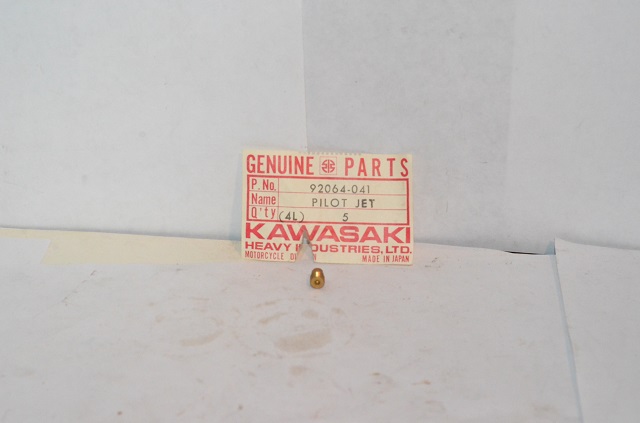 GENUINE PARTS
P. No. 92064-041
Name PILOT JET
Q'ty (4L) 5
KAWASAKI
HEAVY INDUSTRIES, LTD.
MOTORCYCLE MADE IN JAPAN